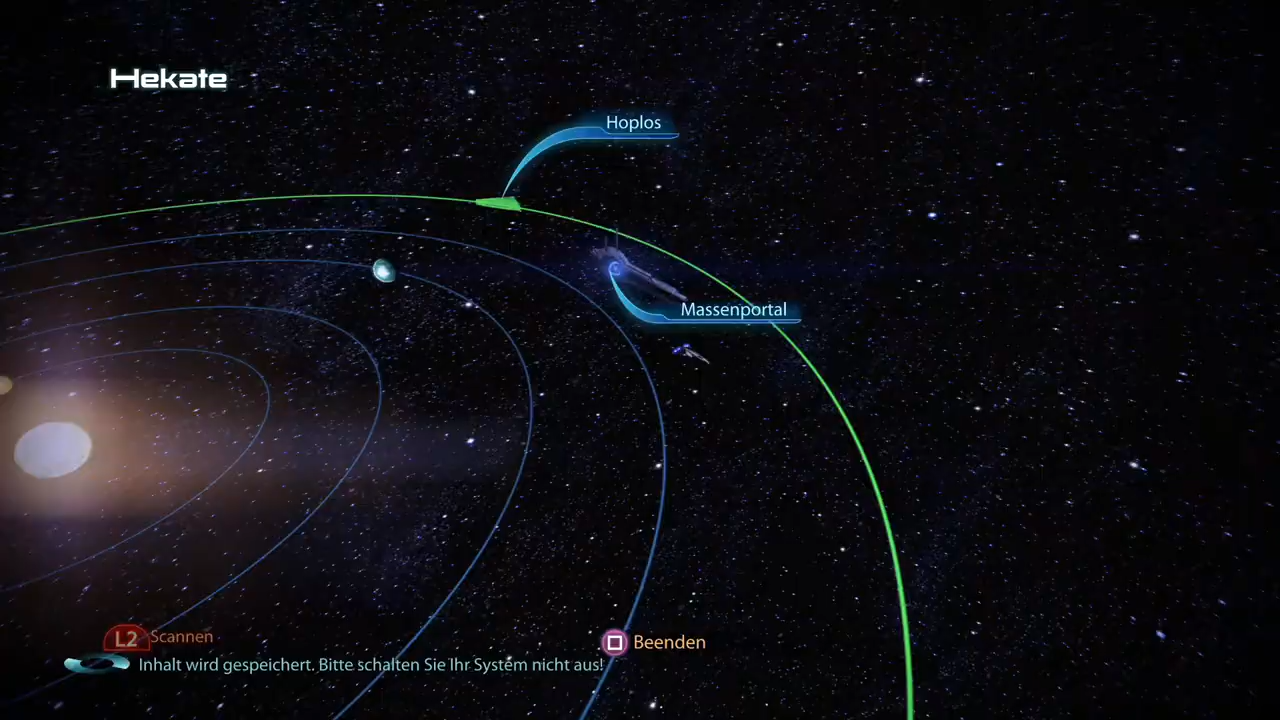 Hekate
Hoplos
Massenportal
L2 Scannen
Beenden
Inhalt wird gespeichert. Bitte schalten Sie Ihr System nicht aus!